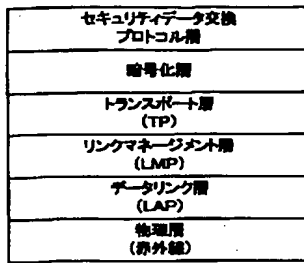 セキュリティデータ交換
プロトコル層
暗号化層
トランスポート層
(TP)
リンクマネージメント層
(LMP)
データリンク層
(LAP)
物理層
(赤外線)